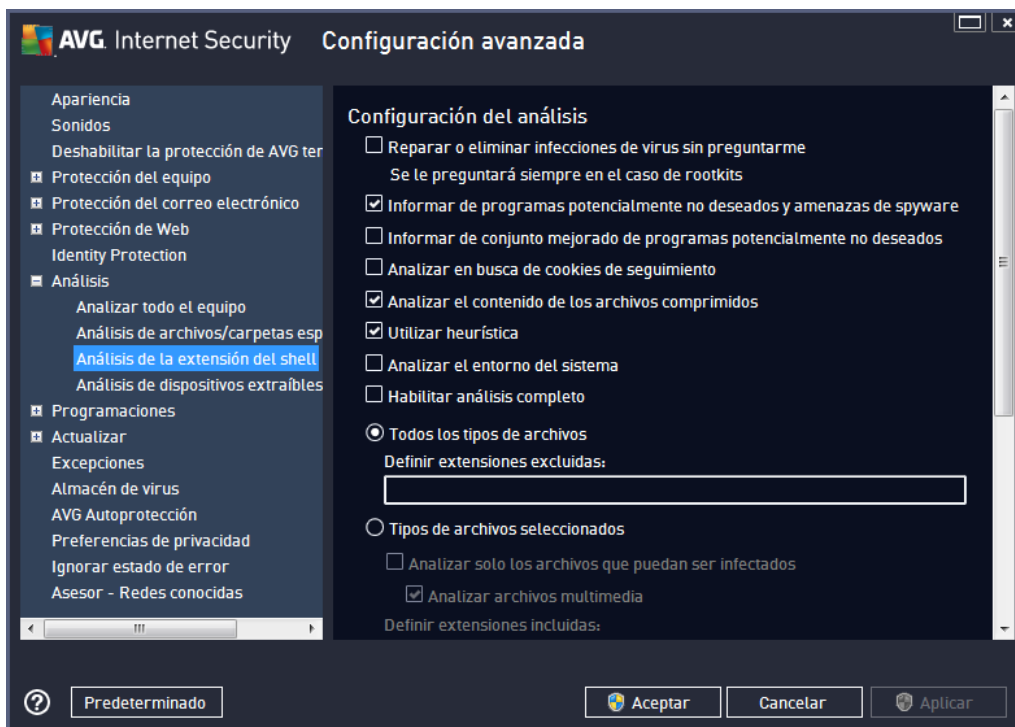 AVG. Internet Security Configuración avanzada
Apariencia
Sonidos
Deshabilitar la protección de AVG ter
Protección del equipo
Protección del correo electrónico
Protección de Web
Identity Protection
Análisis
Analizar todo el equipo
Análisis de archivos/carpetas esp
Análisis de la extensión del shell
Análisis de dispositivos extraíbles
Programaciones
Actualizar
Excepciones
Almacén de virus
AVG Autoprotección
Preferencias de privacidad
Ignorar estado de error
Asesor - Redes conocidas
Configuración del análisis
Reparar o eliminar infecciones de virus sin preguntarme
Se le preguntará siempre en el caso de rootkits
Informar de programas potencialmente no deseados y amenazas de spyware
Informar de conjunto mejorado de programas potencialmente no deseados
Analizar en busca de cookies de seguimiento
Analizar el contenido de los archivos comprimidos
Utilizar heurística
Analizar el entorno del sistema
Habilitar análisis completo
Todos los tipos de archivos
Definir extensiones excluidas:
Tipos de archivos seleccionados
Analizar solo los archivos que puedan ser infectados
Analizar archivos multimedia
Definir extensiones incluidas:
Predeterminado
Aceptar
Cancelar
Aplicar